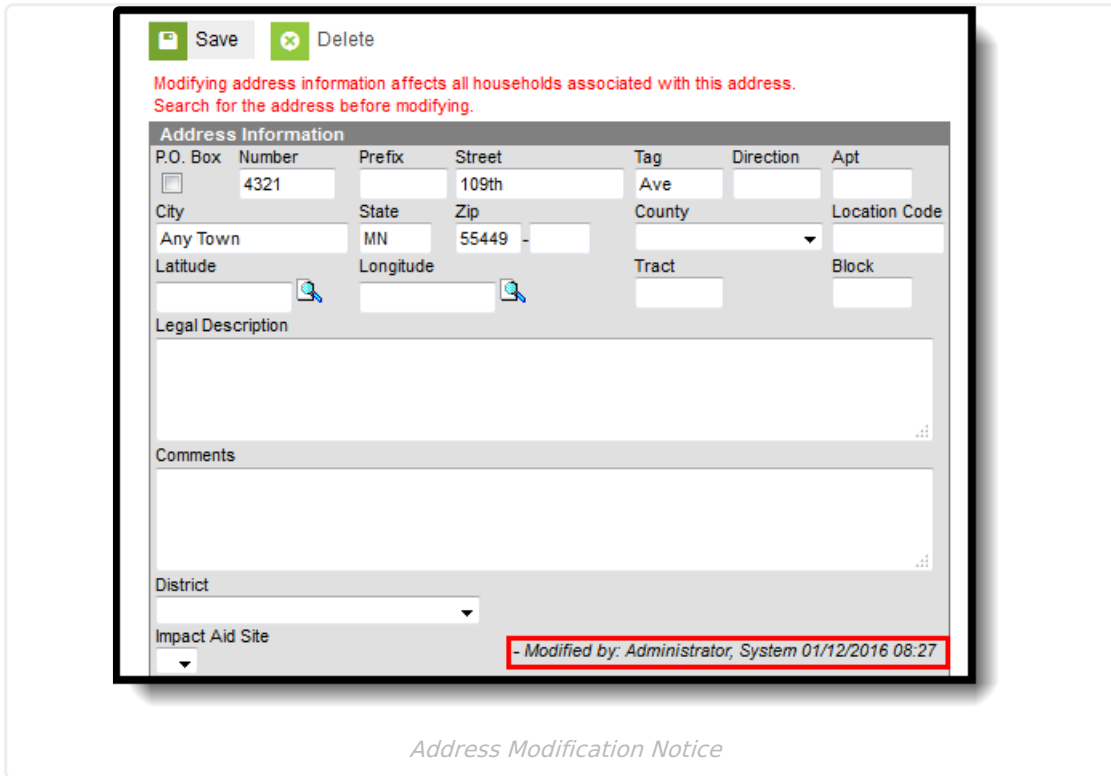 Save Delete
Modifying address information affects all households associated with this address.
Search for the address before modifying.
Address Information
P.O. Box Number Prefix Street Tag Direction Apt
4321 109th Ave
City State Zip County Location Code
Any Town MN 55449 -
Latitude Longitude Tract Block
Legal Description
Comments
District
Impact Aid Site
- Modified by: Administrator, System 01/12/2016 08:27
Address Modification Notice